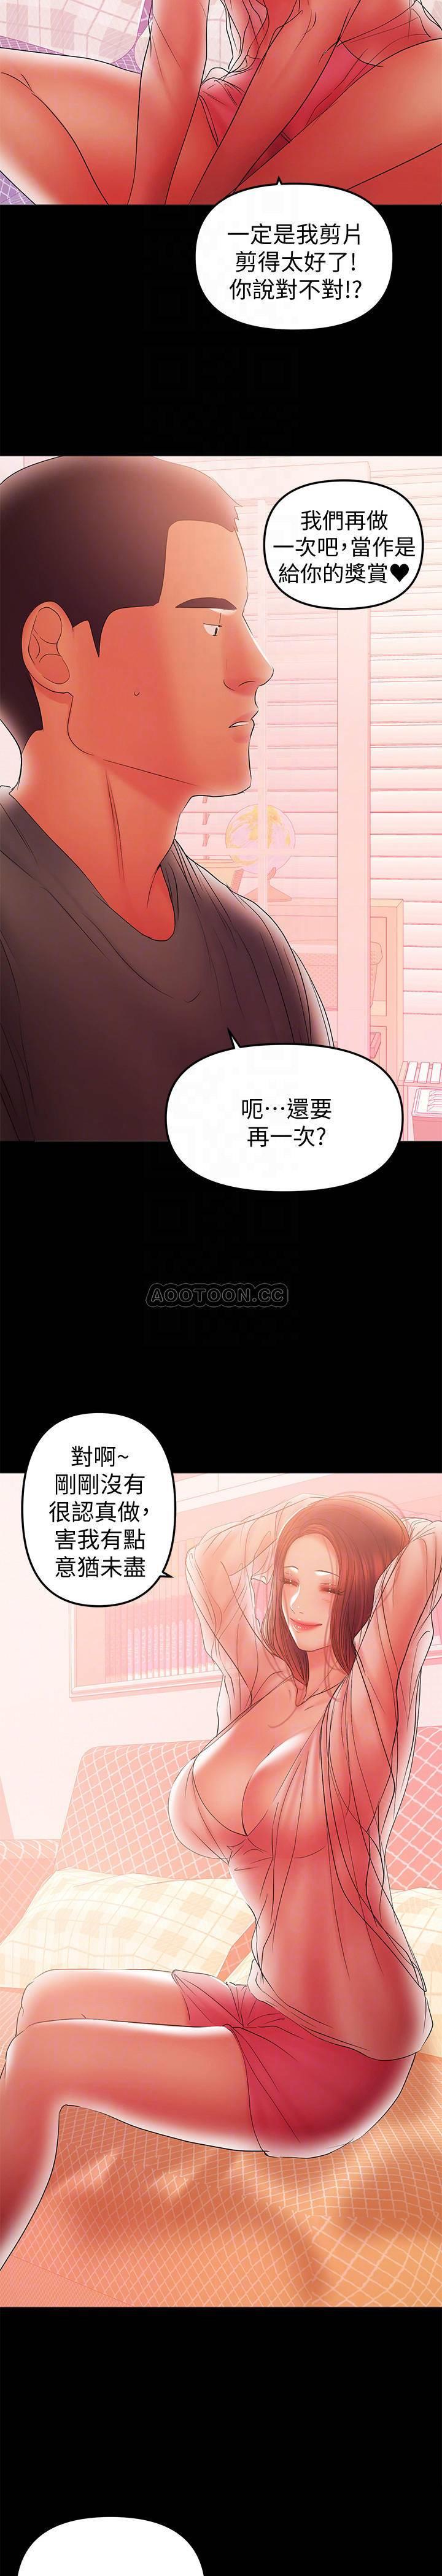 一定是我剪片
剪得太好了!
你說對不對!?
我們再做
一次吧,當作是
給你的獎賞♥
呃…還要
再一次?
AOOTOON.CC
對啊~
剛剛沒有
很認真做,
害我有點
意猶未盡